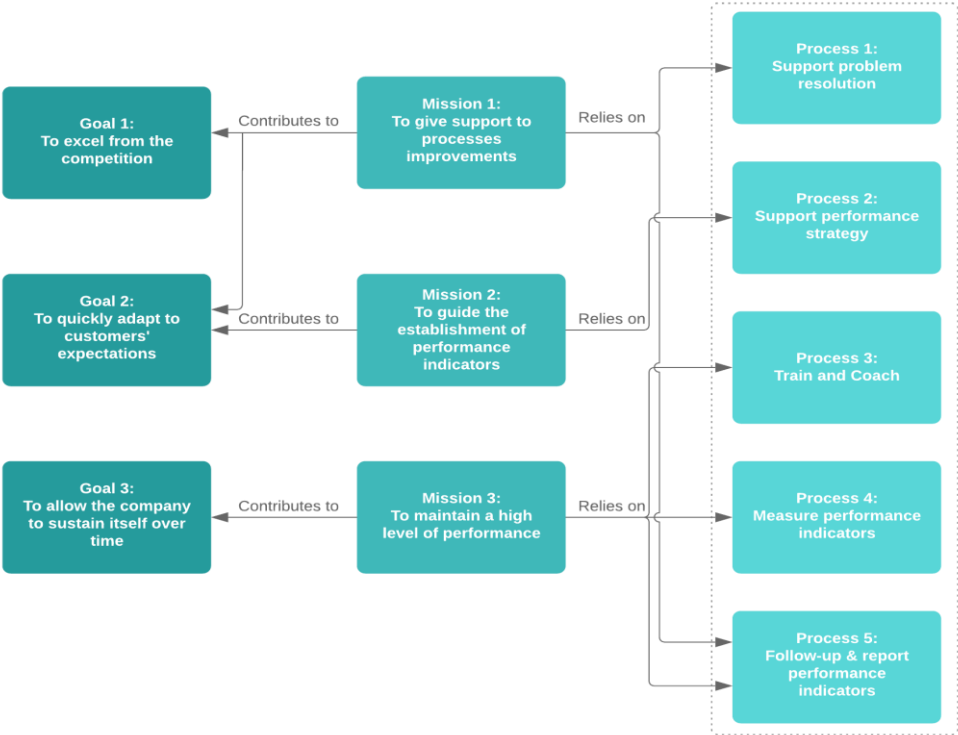 Goal 1:
To excel from the
competition
Contributes to
Mission 1:
To give support to
processes
improvements
Relies on
Process 1:
Support problem
resolution
Process 2:
Support performance
strategy
Goal 2:
To quickly adapt to
customers'
expectations
Contributes to
Mission 2:
To guide the
establishment of
performance
indicators
Relies on
Process 3:
Train and Coach
Goal 3:
To allow the company
to sustain itself over
time
Contributes to
Mission 3:
To maintain a high
level of performance
Relies on
Process 4:
Measure performance
indicators
Process 5:
Follow-up & report
performance
indicators